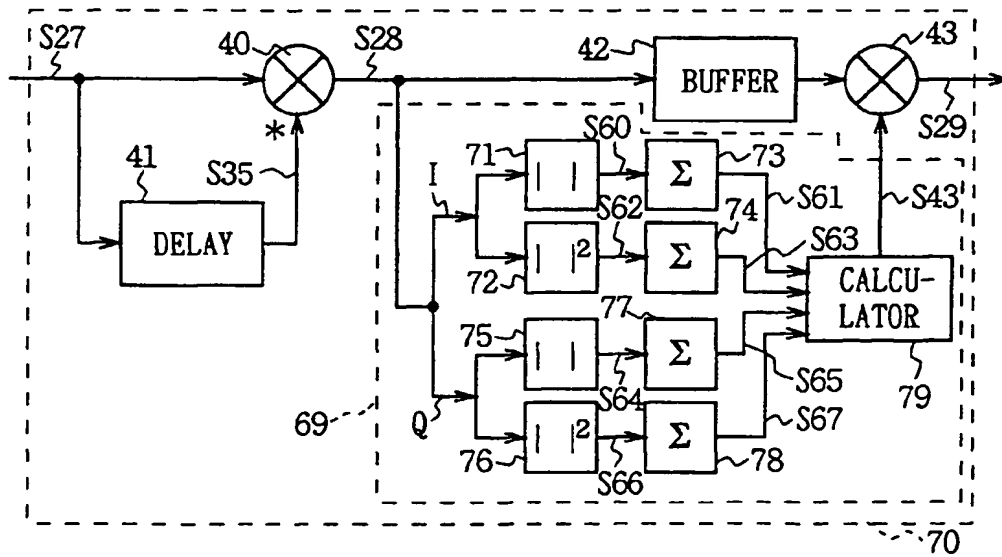 S27
40
S28
42
43
BUFFER
S29
*
41
S35
DELAY
I
71
| |
S60
Σ
73
S61
S43
72
| |²
S62
Σ
74
S63
CALCU-
LATOR
79
75
| |
S64
77
Σ
S65
69
Q
76
| |²
S66
Σ
78
S67
70